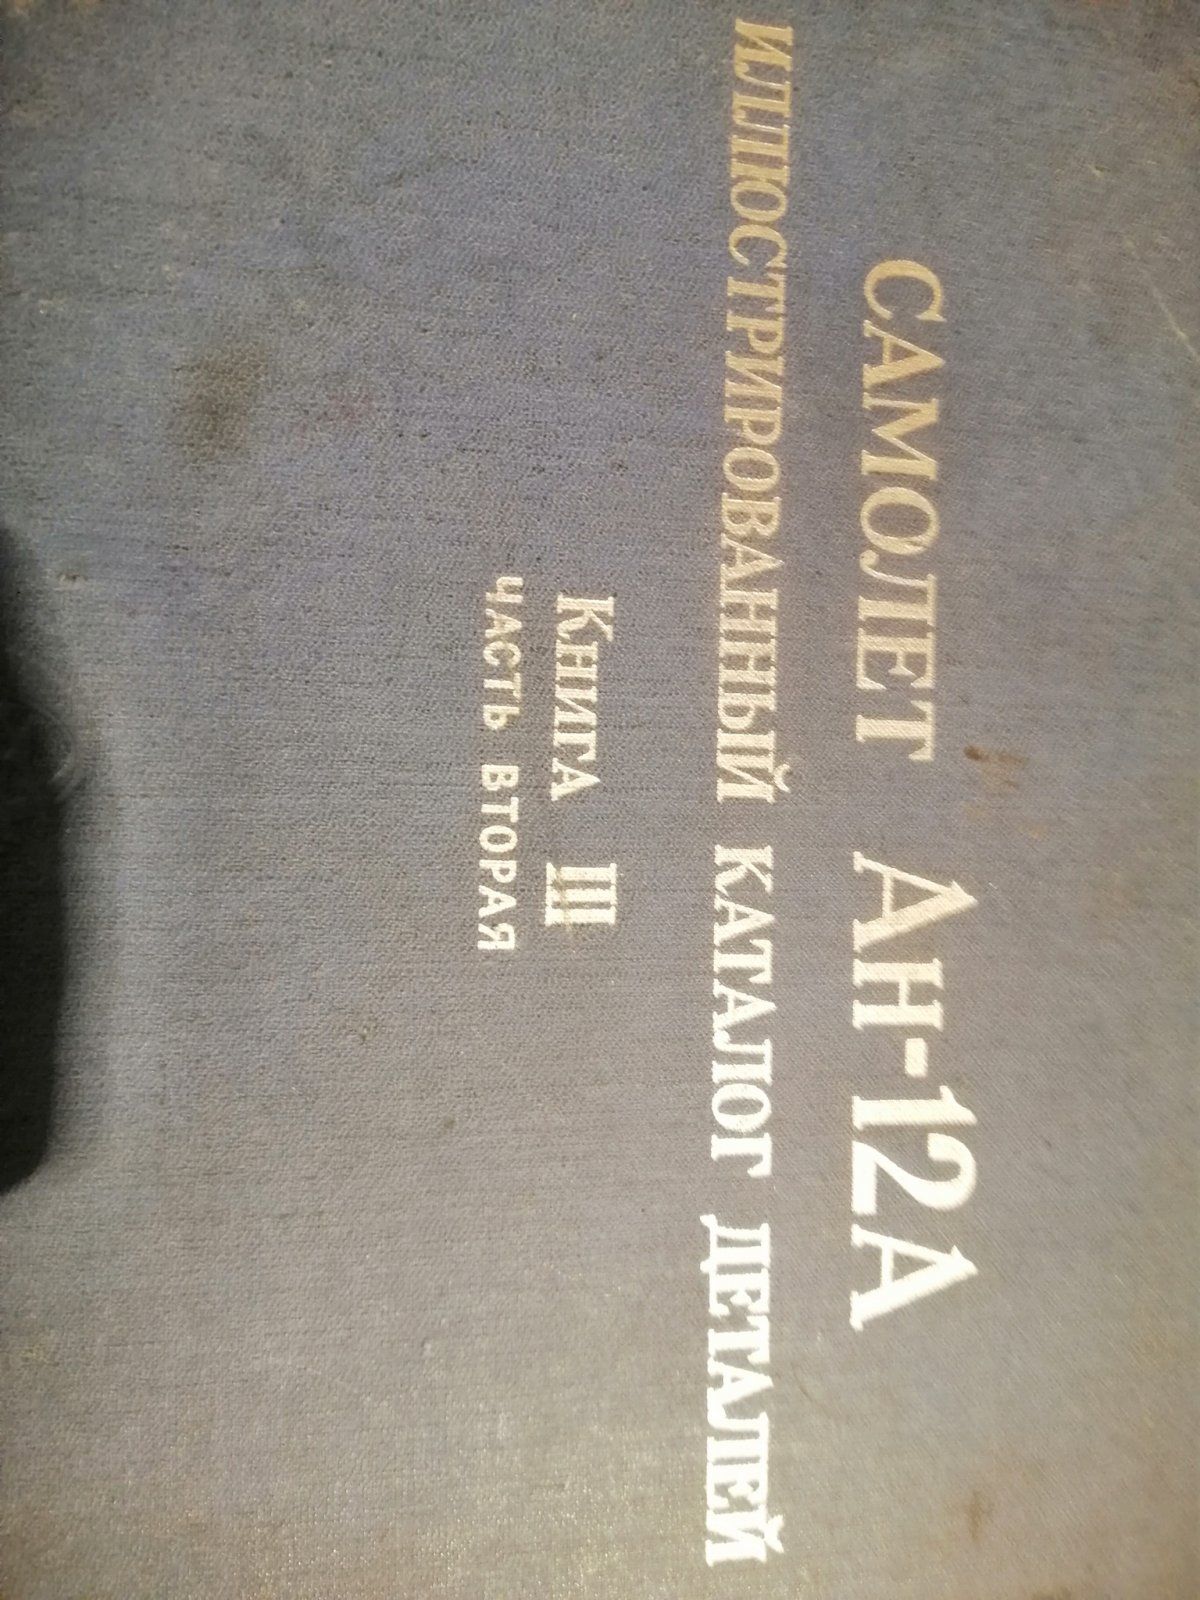 САМОЛЕТ АН-12А
ИЛЛЮСТРИРОВАННЫЙ КАТАЛОГ ДЕТАЛЕЙ
КНИГА III
ЧАСТЬ ВТОРАЯ